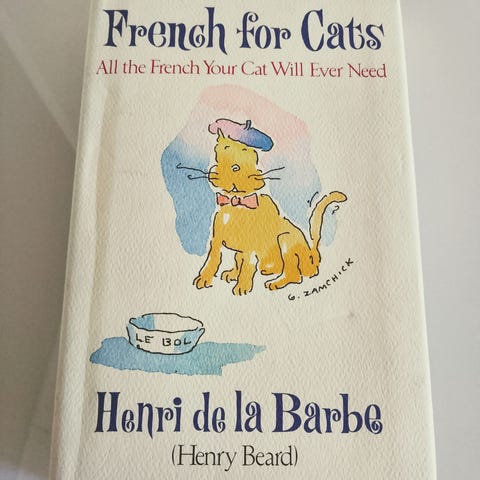 French for Cats
All the French Your Cat Will Ever Need
G. ZAMCHICK
LE BOL
Henri de la Barbe
(Henry Beard)